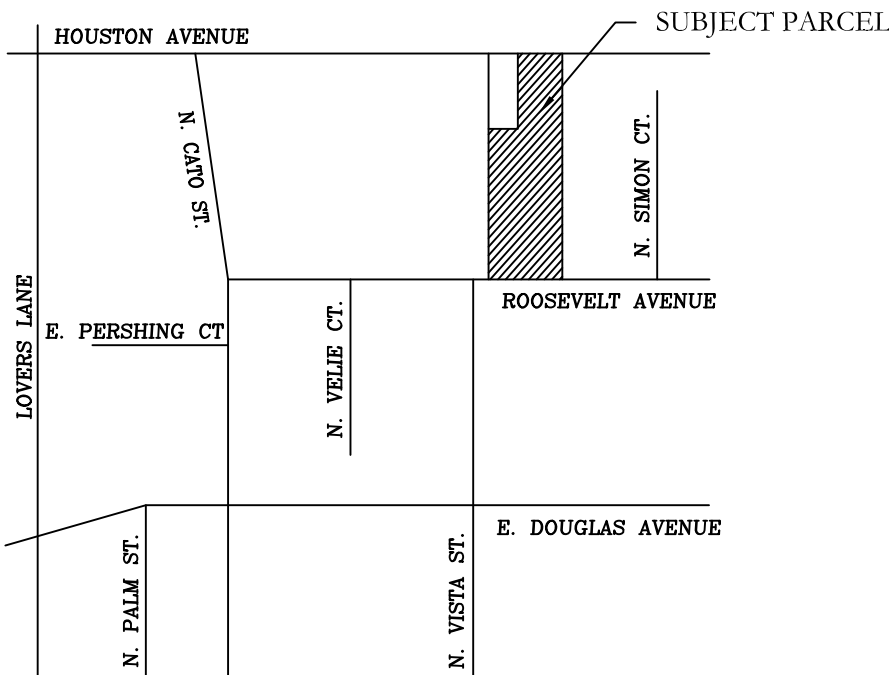 SUBJECT PARCEL
HOUSTON AVENUE
N. CATO ST.
N. SIMON CT.
ROOSEVELT AVENUE
LOVERS LANE
E. PERSHING CT
N. VELIE CT.
E. DOUGLAS AVENUE
N. PALM ST.
N. VISTA ST.